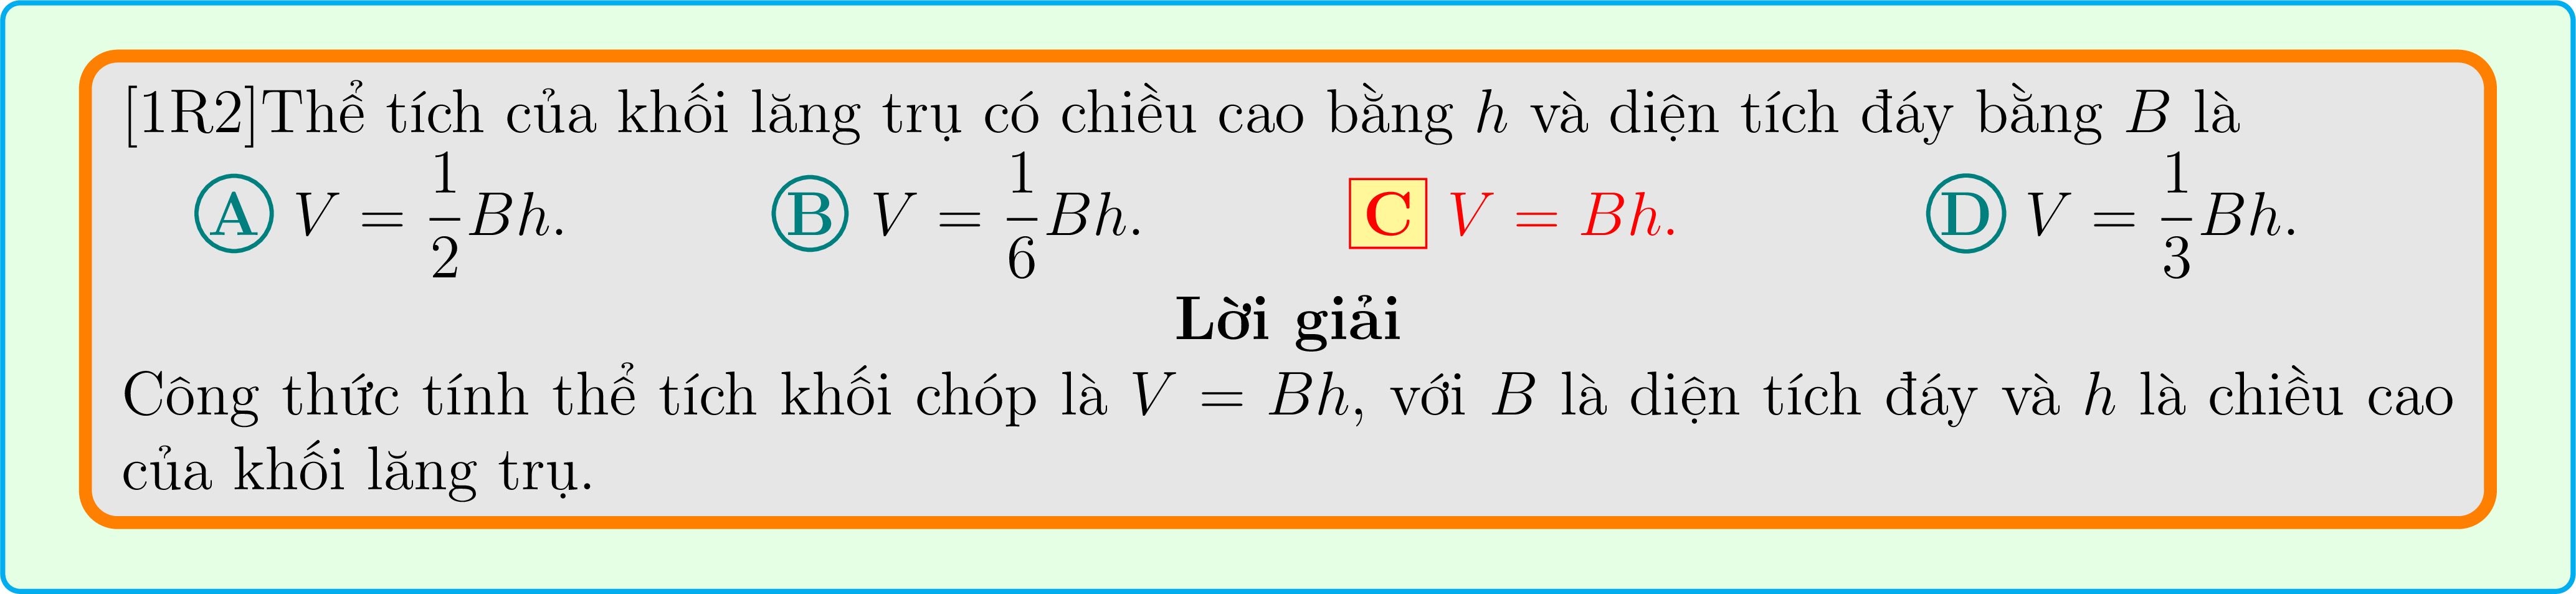 [1R2]Thể tích của khối lăng trụ có chiều cao bằng h và diện tích đáy bằng B là
A V = \frac{1}{2}Bh. B V = \frac{1}{6}Bh. C V = Bh. D V = \frac{1}{3}Bh.
Lời giải
Công thức tính thể tích khối chóp là V = Bh, với B là diện tích đáy và h là chiều cao
của khối lăng trụ.